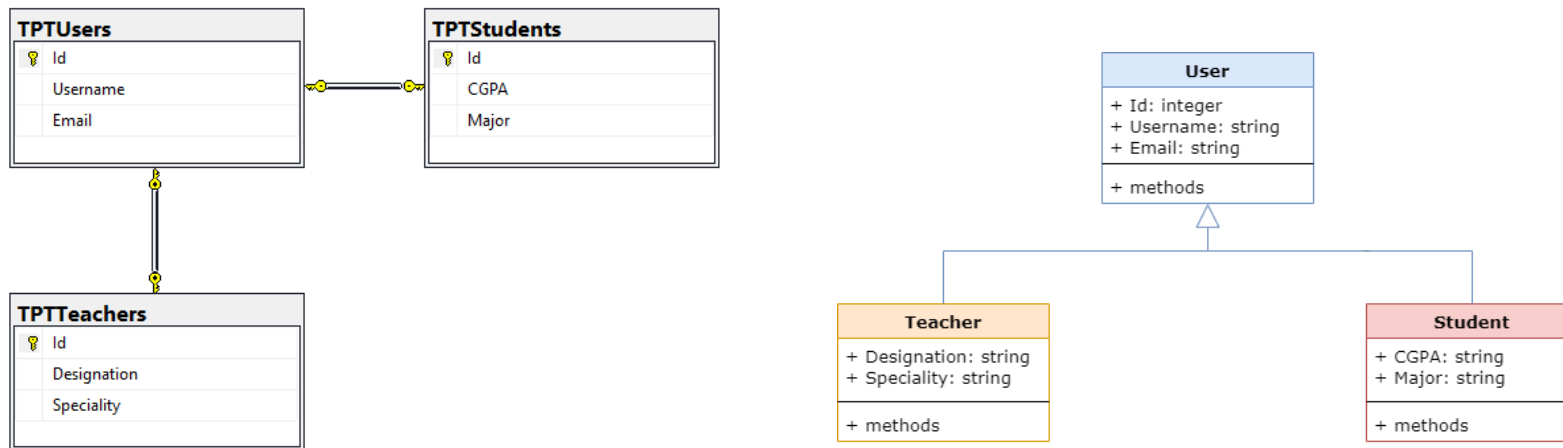 TPTUsers
Id
Username
Email
TPTStudents
Id
CGPA
Major
TPTTeachers
Id
Designation
Speciality
User
+ Id: integer
+ Username: string
+ Email: string
+ methods
Teacher
+ Designation: string
+ Speciality: string
+ methods
Student
+ CGPA: string
+ Major: string
+ methods